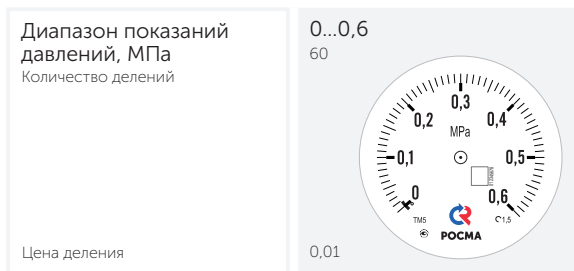 Диапазон показаний
давлений, МПа
Количество делений
Цена деления
0...0,6
60
0,3
0,2
0,4
MPa
0,1
0,5
0
0,6
ТМ5
1,5
РОСМА
0,01